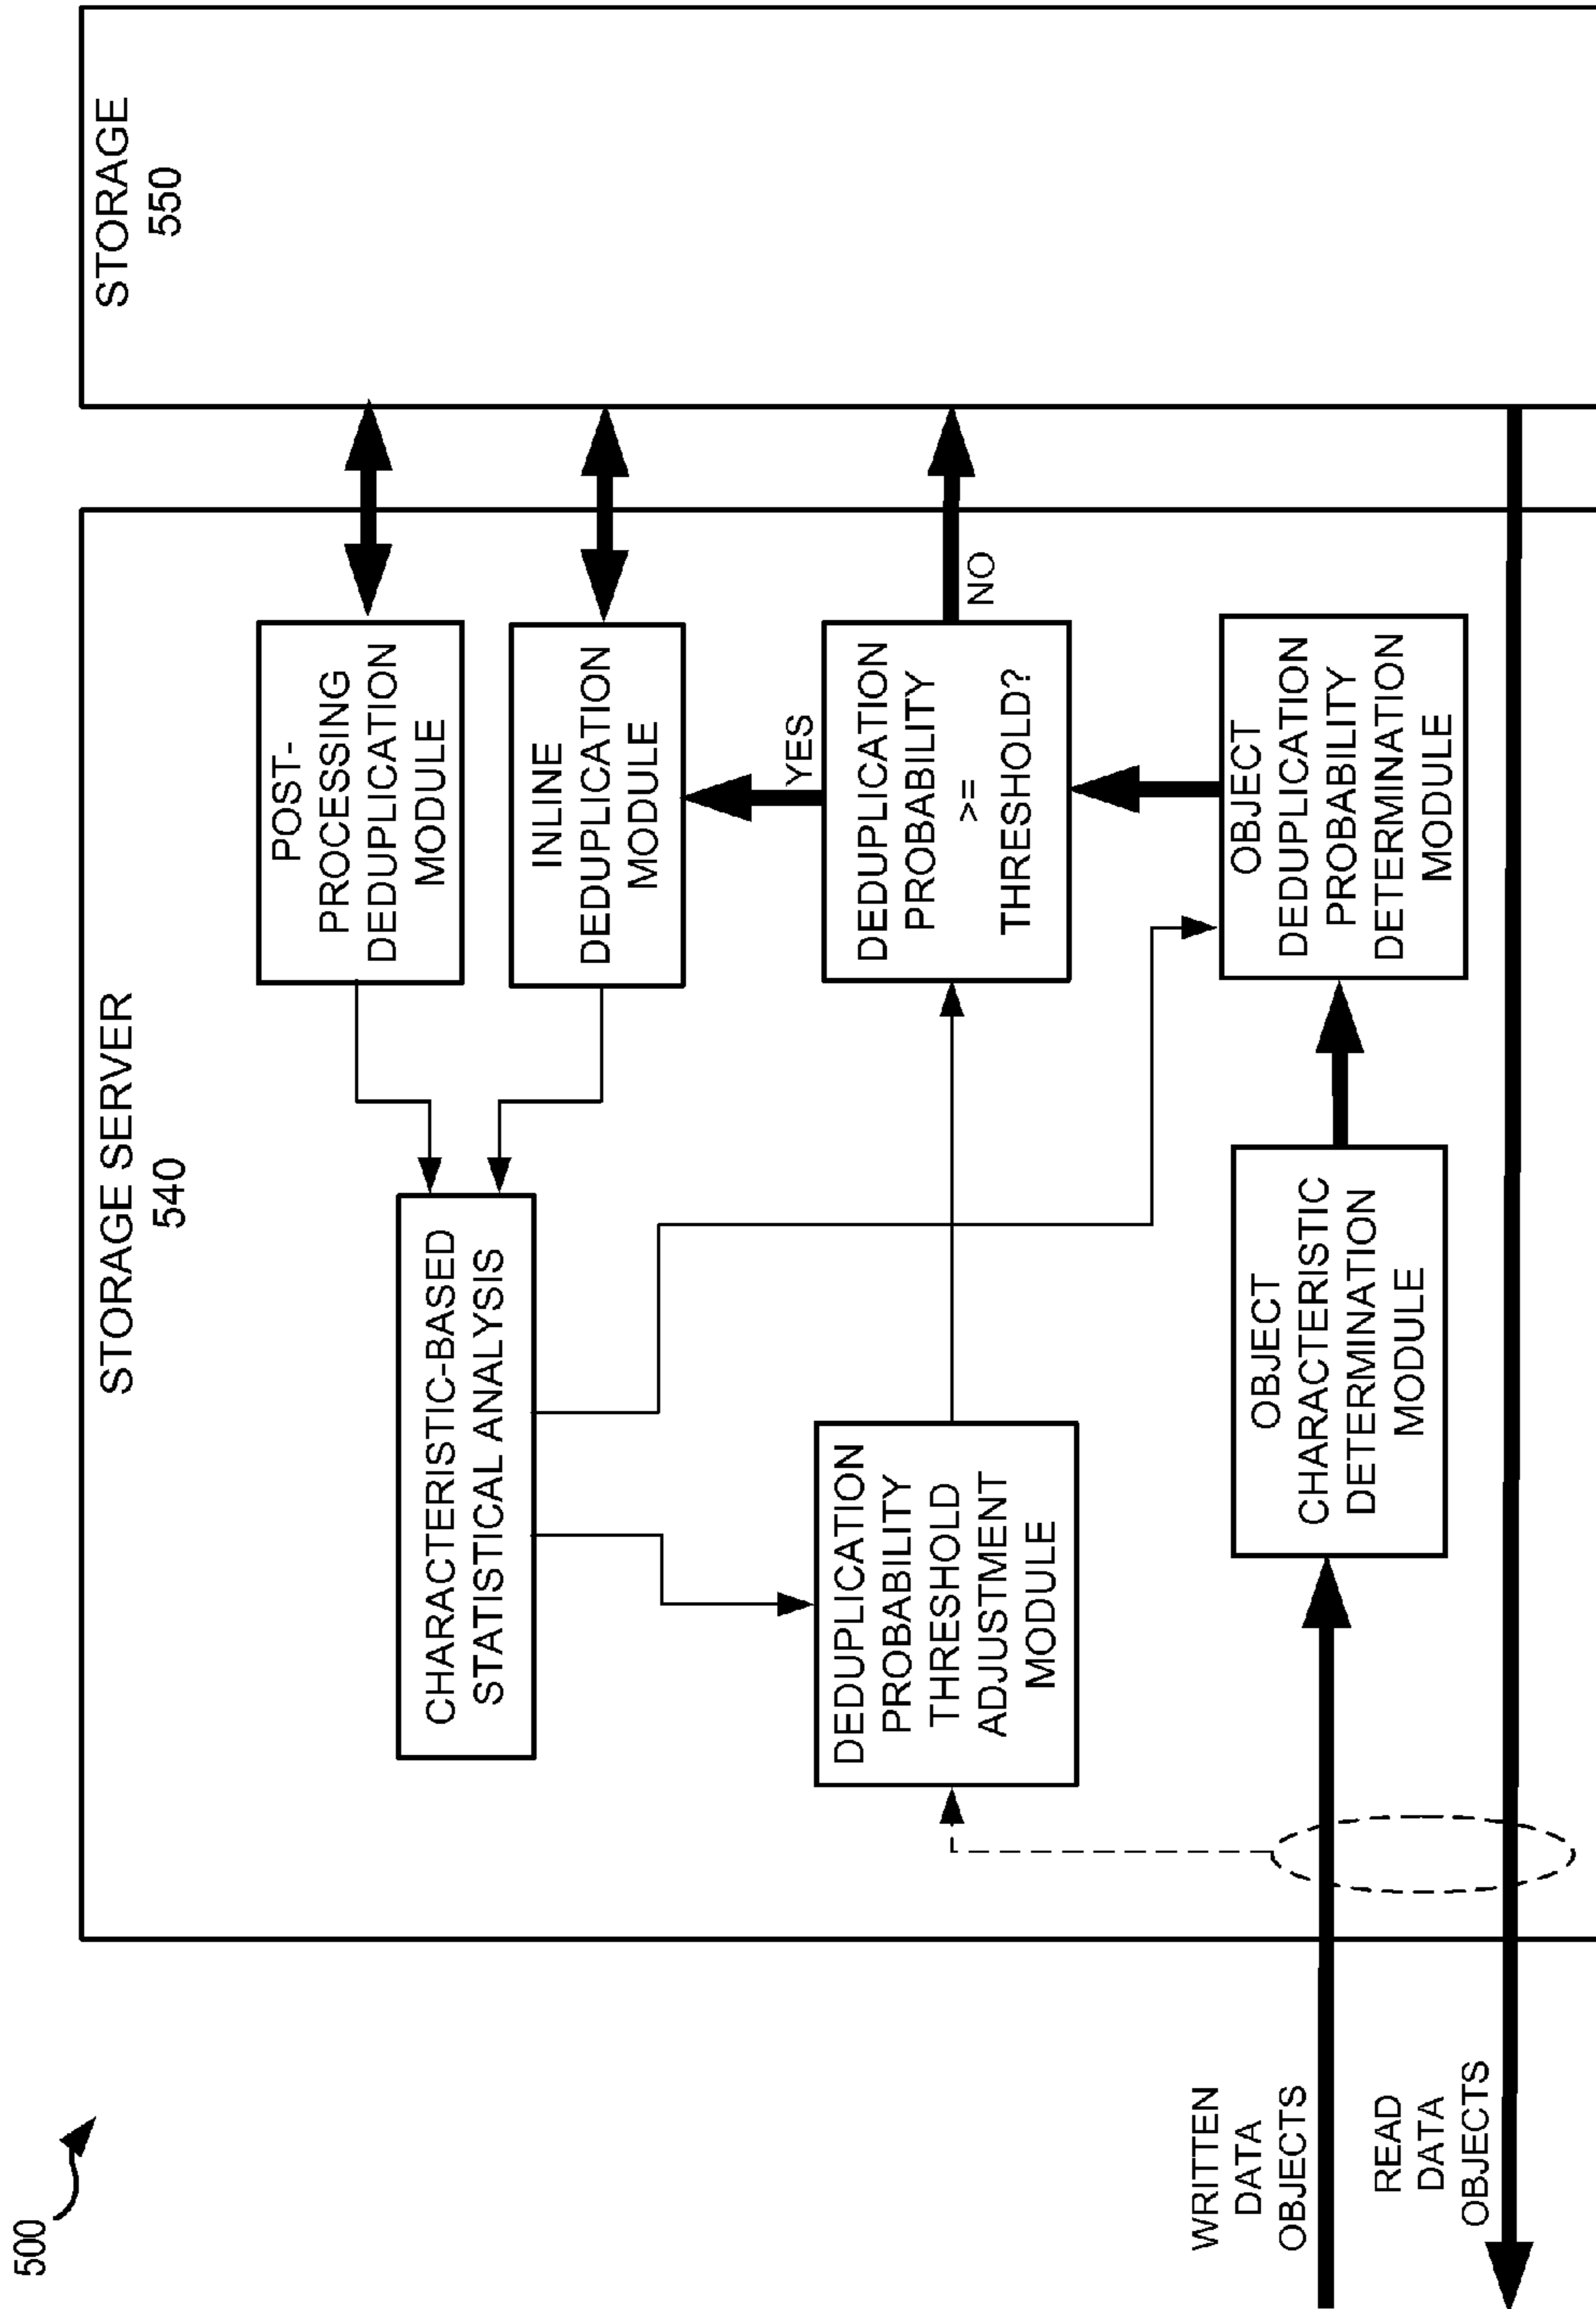 500
STORAGE SERVER
540
STORAGE
550
POST-
PROCESSING
DEDUPLICATION
MODULE
CHARACTERISTIC-BASED
STATISTICAL ANALYSIS
INLINE
DEDUPLICATION
MODULE
YES
DEDUPLICATION
PROBABILITY
THRESHOLD
ADJUSTMENT
MODULE
DEDUPLICATION
PROBABILITY
>=
THRESHOLD?
NO
WRITTEN
DATA
OBJECTS
OBJECT
CHARACTERISTIC
DETERMINATION
MODULE
OBJECT
DEDUPLICATION
PROBABILITY
DETERMINATION
MODULE
READ
DATA
OBJECTS